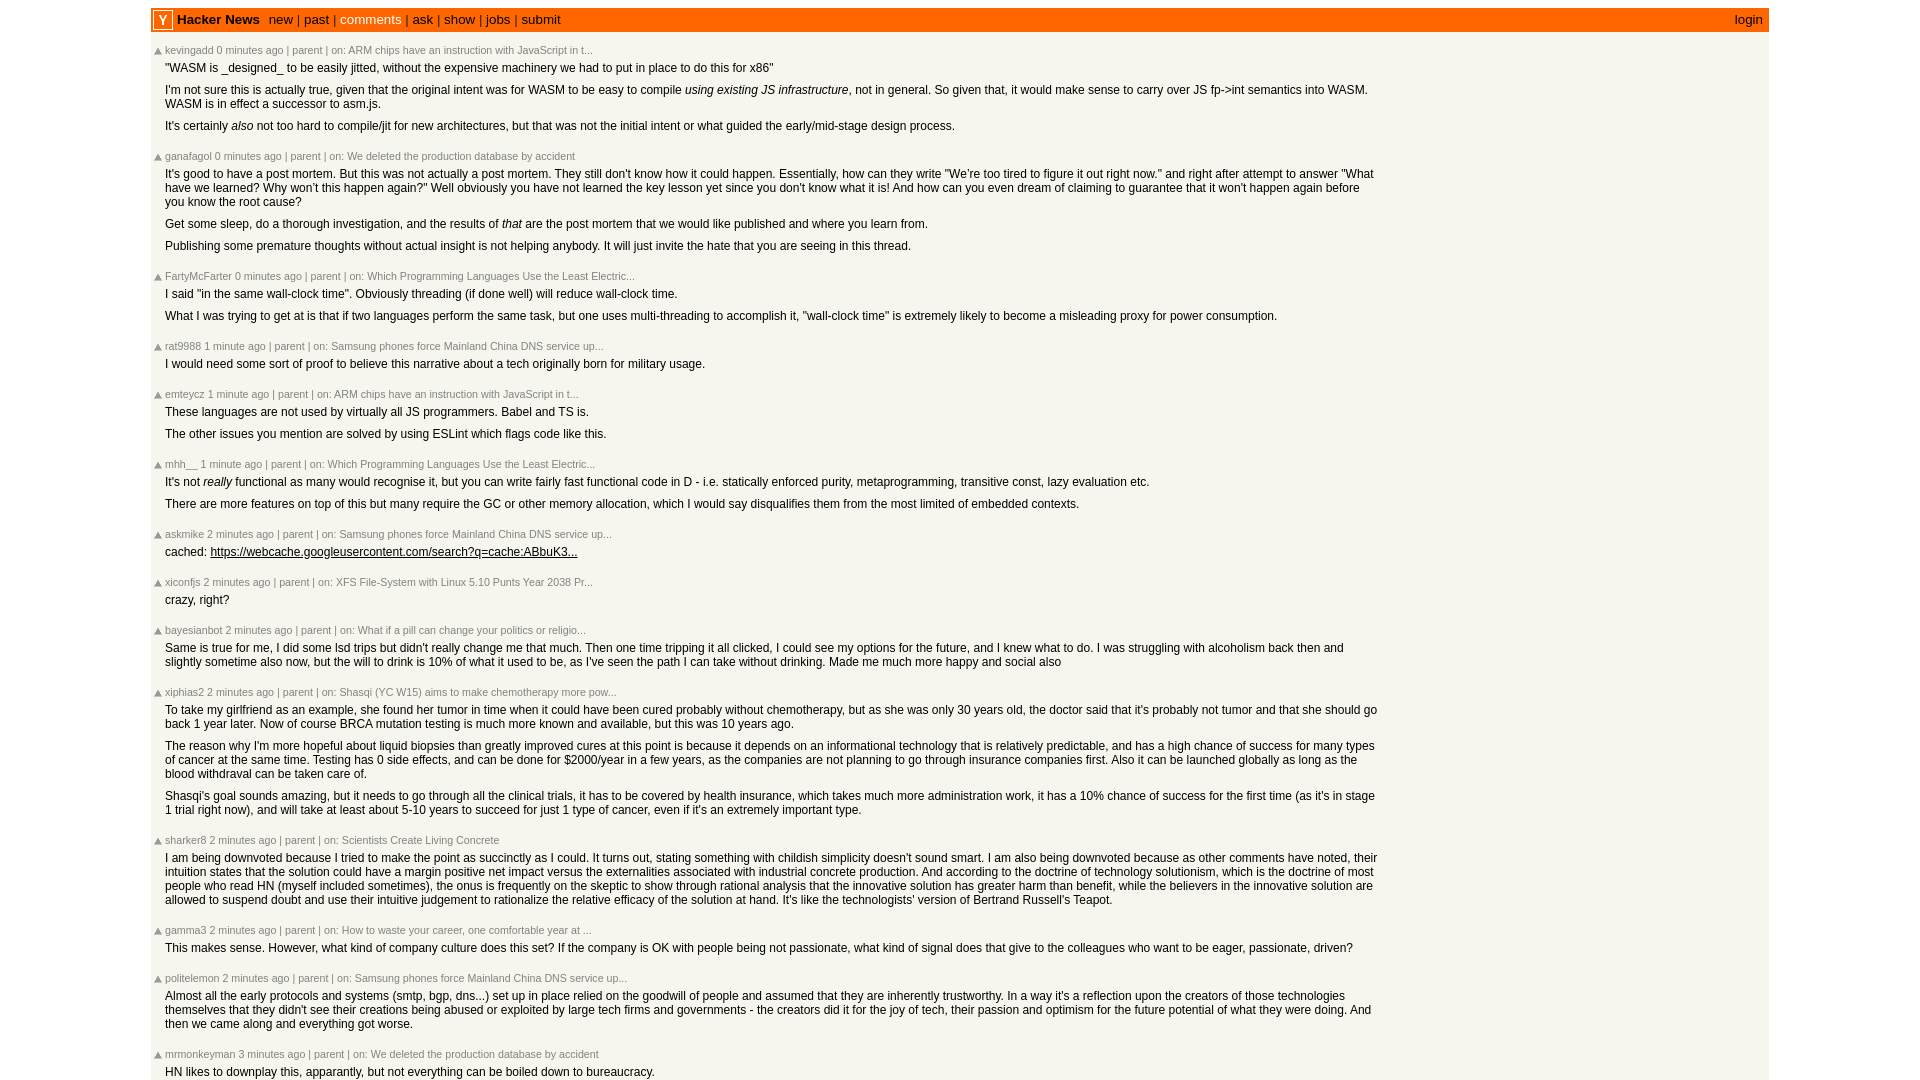 Y Hacker News new | past | comments | ask | show | jobs | submit login
kevingadd 0 minutes ago | parent | on: ARM chips have an instruction with JavaScript in t...
"WASM is _designed_ to be easily jitted, without the expensive machinery we had to put in place to do this for x86"
I'm not sure this is actually true, given that the original intent was for WASM to be easy to compile using existing JS infrastructure, not in general. So given that, it would make sense to carry over JS fp->int semantics into WASM.
WASM is in effect a successor to asm.js.
It's certainly also not too hard to compile/jit for new architectures, but that was not the initial intent or what guided the early/mid-stage design process.
ganafagol 0 minutes ago | parent | on: We deleted the production database by accident
It's good to have a post mortem. But this was not actually a post mortem. They still don't know how it could happen. Essentially, how can they write "We’re too tired to figure it out right now." and right after attempt to answer "What
have we learned? Why won’t this happen again?" Well obviously you have not learned the key lesson yet since you don't know what it is! And how can you even dream of claiming to guarantee that it won't happen again before
you know the root cause?
Get some sleep, do a thorough investigation, and the results of that are the post mortem that we would like published and where you learn from.
Publishing some premature thoughts without actual insight is not helping anybody. It will just invite the hate that you are seeing in this thread.
FartyMcFarter 0 minutes ago | parent | on: Which Programming Languages Use the Least Electric...
I said "in the same wall-clock time". Obviously threading (if done well) will reduce wall-clock time.
What I was trying to get at is that if two languages perform the same task, but one uses multi-threading to accomplish it, "wall-clock time" is extremely likely to become a misleading proxy for power consumption.
rat9988 1 minute ago | parent | on: Samsung phones force Mainland China DNS service up...
I would need some sort of proof to believe this narrative about a tech originally born for military usage.
emteycz 1 minute ago | parent | on: ARM chips have an instruction with JavaScript in t...
These languages are not used by virtually all JS programmers. Babel and TS is.
The other issues you mention are solved by using ESLint which flags code like this.
mhh__ 1 minute ago | parent | on: Which Programming Languages Use the Least Electric...
It's not really functional as many would recognise it, but you can write fairly fast functional code in D - i.e. statically enforced purity, metaprogramming, transitive const, lazy evaluation etc.
There are more features on top of this but many require the GC or other memory allocation, which I would say disqualifies them from the most limited of embedded contexts.
askmike 2 minutes ago | parent | on: Samsung phones force Mainland China DNS service up...
cached: https://webcache.googleusercontent.com/search?q=cache:ABbuK3...
xiconfjs 2 minutes ago | parent | on: XFS File-System with Linux 5.10 Punts Year 2038 Pr...
crazy, right?
bayesianbot 2 minutes ago | parent | on: What if a pill can change your politics or religio...
Same is true for me, I did some lsd trips but didn't really change me that much. Then one time tripping it all clicked, I could see my options for the future, and I knew what to do. I was struggling with alcoholism back then and
slightly sometime also now, but the will to drink is 10% of what it used to be, as I've seen the path I can take without drinking. Made me much more happy and social also
xiphias2 2 minutes ago | parent | on: Shasqi (YC W15) aims to make chemotherapy more pow...
To take my girlfriend as an example, she found her tumor in time when it could have been cured probably without chemotherapy, but as she was only 30 years old, the doctor said that it's probably not tumor and that she should go
back 1 year later. Now of course BRCA mutation testing is much more known and available, but this was 10 years ago.
The reason why I'm more hopeful about liquid biopsies than greatly improved cures at this point is because it depends on an informational technology that is relatively predictable, and has a high chance of success for many types
of cancer at the same time. Testing has 0 side effects, and can be done for $2000/year in a few years, as the companies are not planning to go through insurance companies first. Also it can be launched globally as long as the
blood withdraval can be taken care of.
Shasqi's goal sounds amazing, but it needs to go through all the clinical trials, it has to be covered by health insurance, which takes much more administration work, it has a 10% chance of success for the first time (as it's in stage
1 trial right now), and will take at least about 5-10 years to succeed for just 1 type of cancer, even if it's an extremely important type.
sharker8 2 minutes ago | parent | on: Scientists Create Living Concrete
I am being downvoted because I tried to make the point as succinctly as I could. It turns out, stating something with childish simplicity doesn't sound smart. I am also being downvoted because as other comments have noted, their
intuition states that the solution could have a margin positive net impact versus the externalities associated with industrial concrete production. And according to the doctrine of technology solutionism, which is the doctrine of most
people who read HN (myself included sometimes), the onus is frequently on the skeptic to show through rational analysis that the innovative solution has greater harm than benefit, while the believers in the innovative solution are
allowed to suspend doubt and use their intuitive judgement to rationalize the relative efficacy of the solution at hand. It's like the technologists' version of Bertrand Russell's Teapot.
gamma3 2 minutes ago | parent | on: How to waste your career, one comfortable year at ...
This makes sense. However, what kind of company culture does this set? If the company is OK with people being not passionate, what kind of signal does that give to the colleagues who want to be eager, passionate, driven?
politelemon 2 minutes ago | parent | on: Samsung phones force Mainland China DNS service up...
Almost all the early protocols and systems (smtp, bgp, dns...) set up in place relied on the goodwill of people and assumed that they are inherently trustworthy. In a way it's a reflection upon the creators of those technologies
themselves that they didn't see their creations being abused or exploited by large tech firms and governments - the creators did it for the joy of tech, their passion and optimism for the future potential of what they were doing. And
then we came along and everything got worse.
mrmonkeyman 3 minutes ago | parent | on: We deleted the production database by accident
HN likes to downplay this, apparantly, but not everything can be boiled down to bureaucracy.